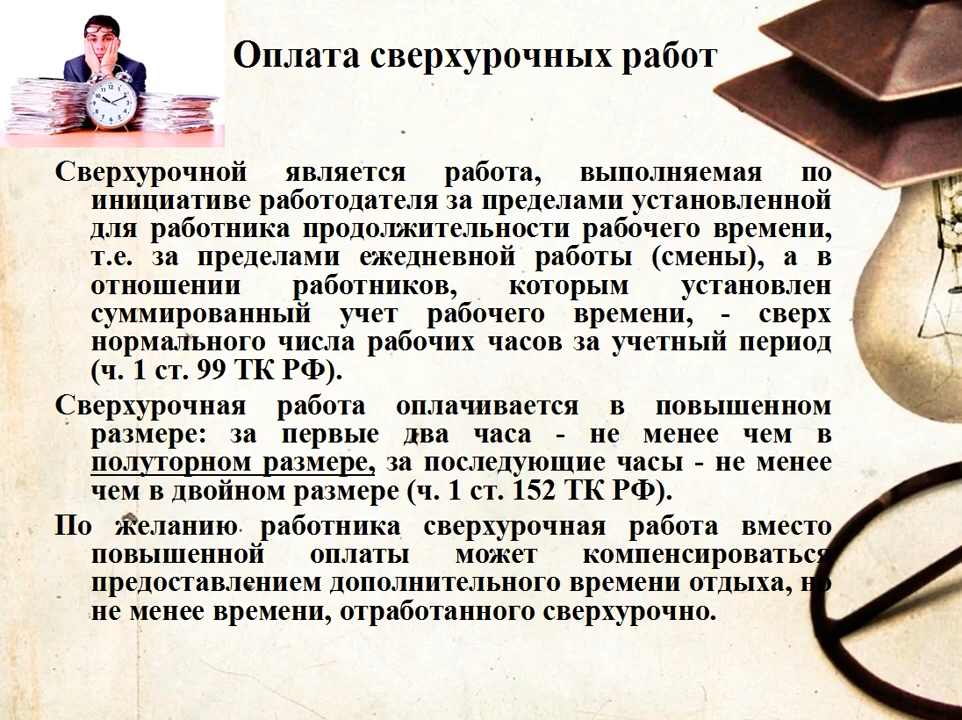 Оплата сверхурочных работ
Сверхурочной является работа, выполняемая по
инициативе работодателя за пределами установленной
для работника продолжительности рабочего времени,
т.е. за пределами ежедневной работы (смены), а в
отношении работников, которым установлен
суммированный учет рабочего времени, - сверх
нормального числа рабочих часов за учетный период
(ч. 1 ст. 99 ТК РФ).
Сверхурочная работа оплачивается в повышенном
размере: за первые два часа - не менее чем в
полуторном размере, за последующие часы - не менее
чем в двойном размере (ч. 1 ст. 152 ТК РФ).
По желанию работника сверхурочная работа вместо
повышенной оплаты может компенсироваться
предоставлением дополнительного времени отдыха, но
не менее времени, отработанного сверхурочно.